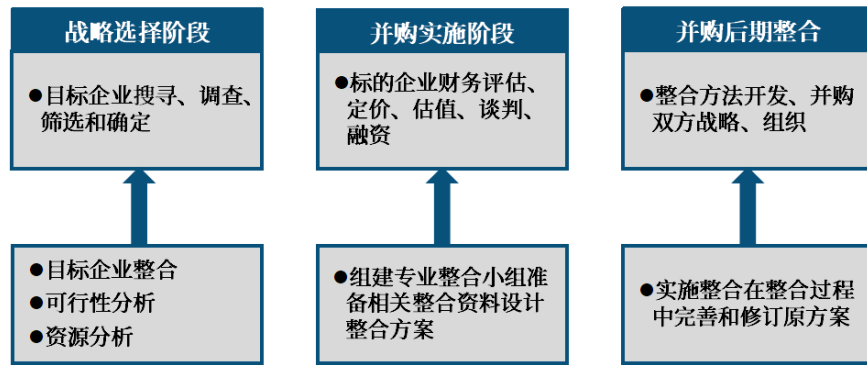 战略选择阶段
●目标企业搜寻、调查、
筛选和确定
●目标企业整合
●可行性分析
●资源分析
并购实施阶段
●标的企业财务评估、
定价、估值、谈判、
融资
●组建专业整合小组准
备相关整合资料设计
整合方案
并购后期整合
●整合方法开发、并购
双方战略、组织
●实施整合在整合过程
中完善和修订原方案